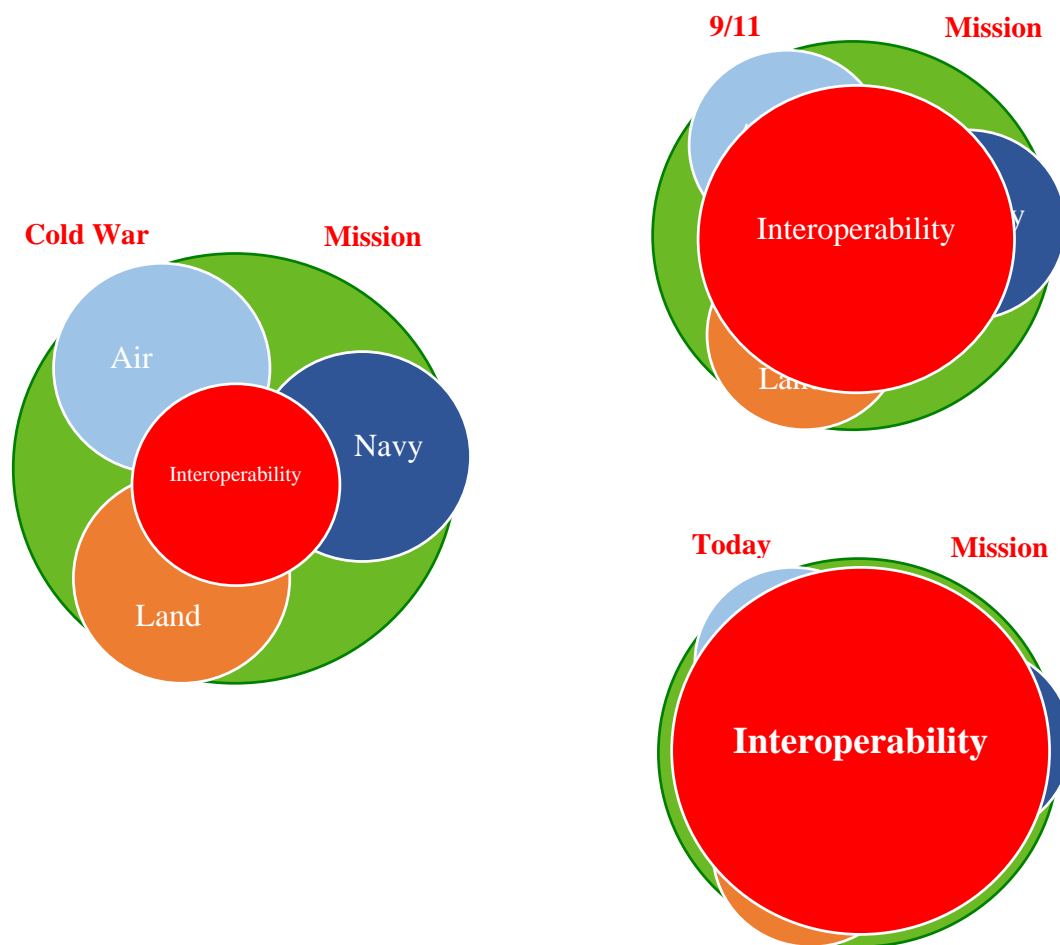 Cold War
Mission
Air
Navy
Interoperability
Land
9/11
Mission
Interoperability
Today
Mission
Interoperability